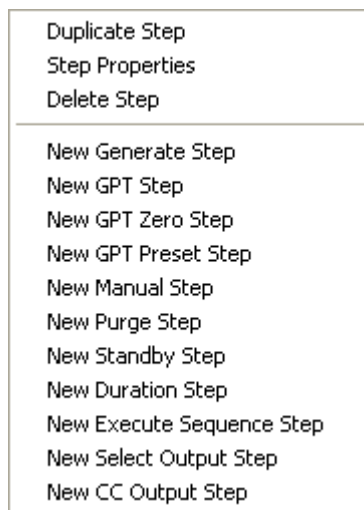 Duplicate Step
Step Properties
Delete Step
New Generate Step
New GPT Step
New GPT Zero Step
New GPT Preset Step
New Manual Step
New Purge Step
New Standby Step
New Duration Step
New Execute Sequence Step
New Select Output Step
New CC Output Step